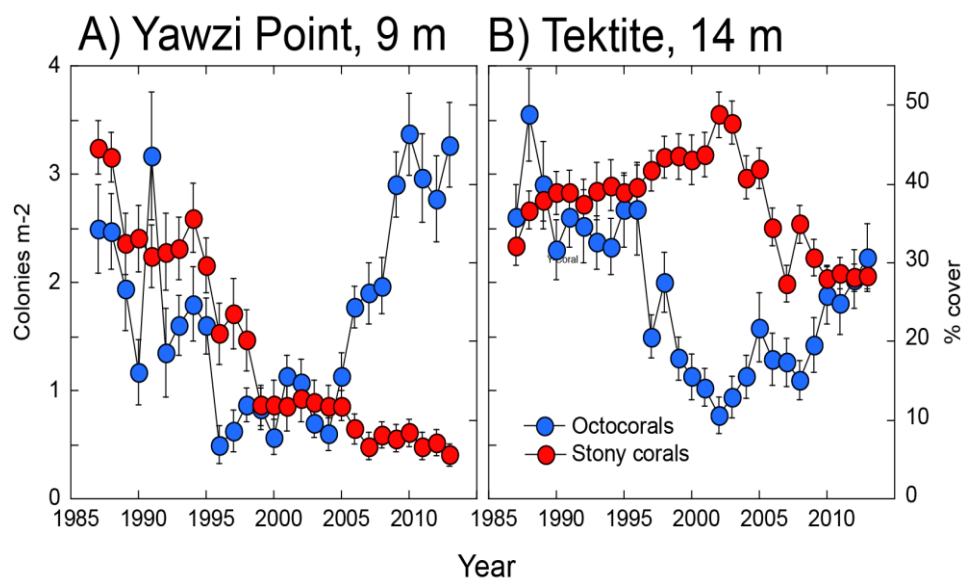 A) Yawzi Point, 9 m
B) Tektite, 14 m
4
3
2
1
0
Colonies m-2
50
40
30
20
10
0
% cover
Coral
Octocorals
Stony corals
1985 1990 1995 2000 2005 2010
1985 1990 1995 2000 2005 2010
Year